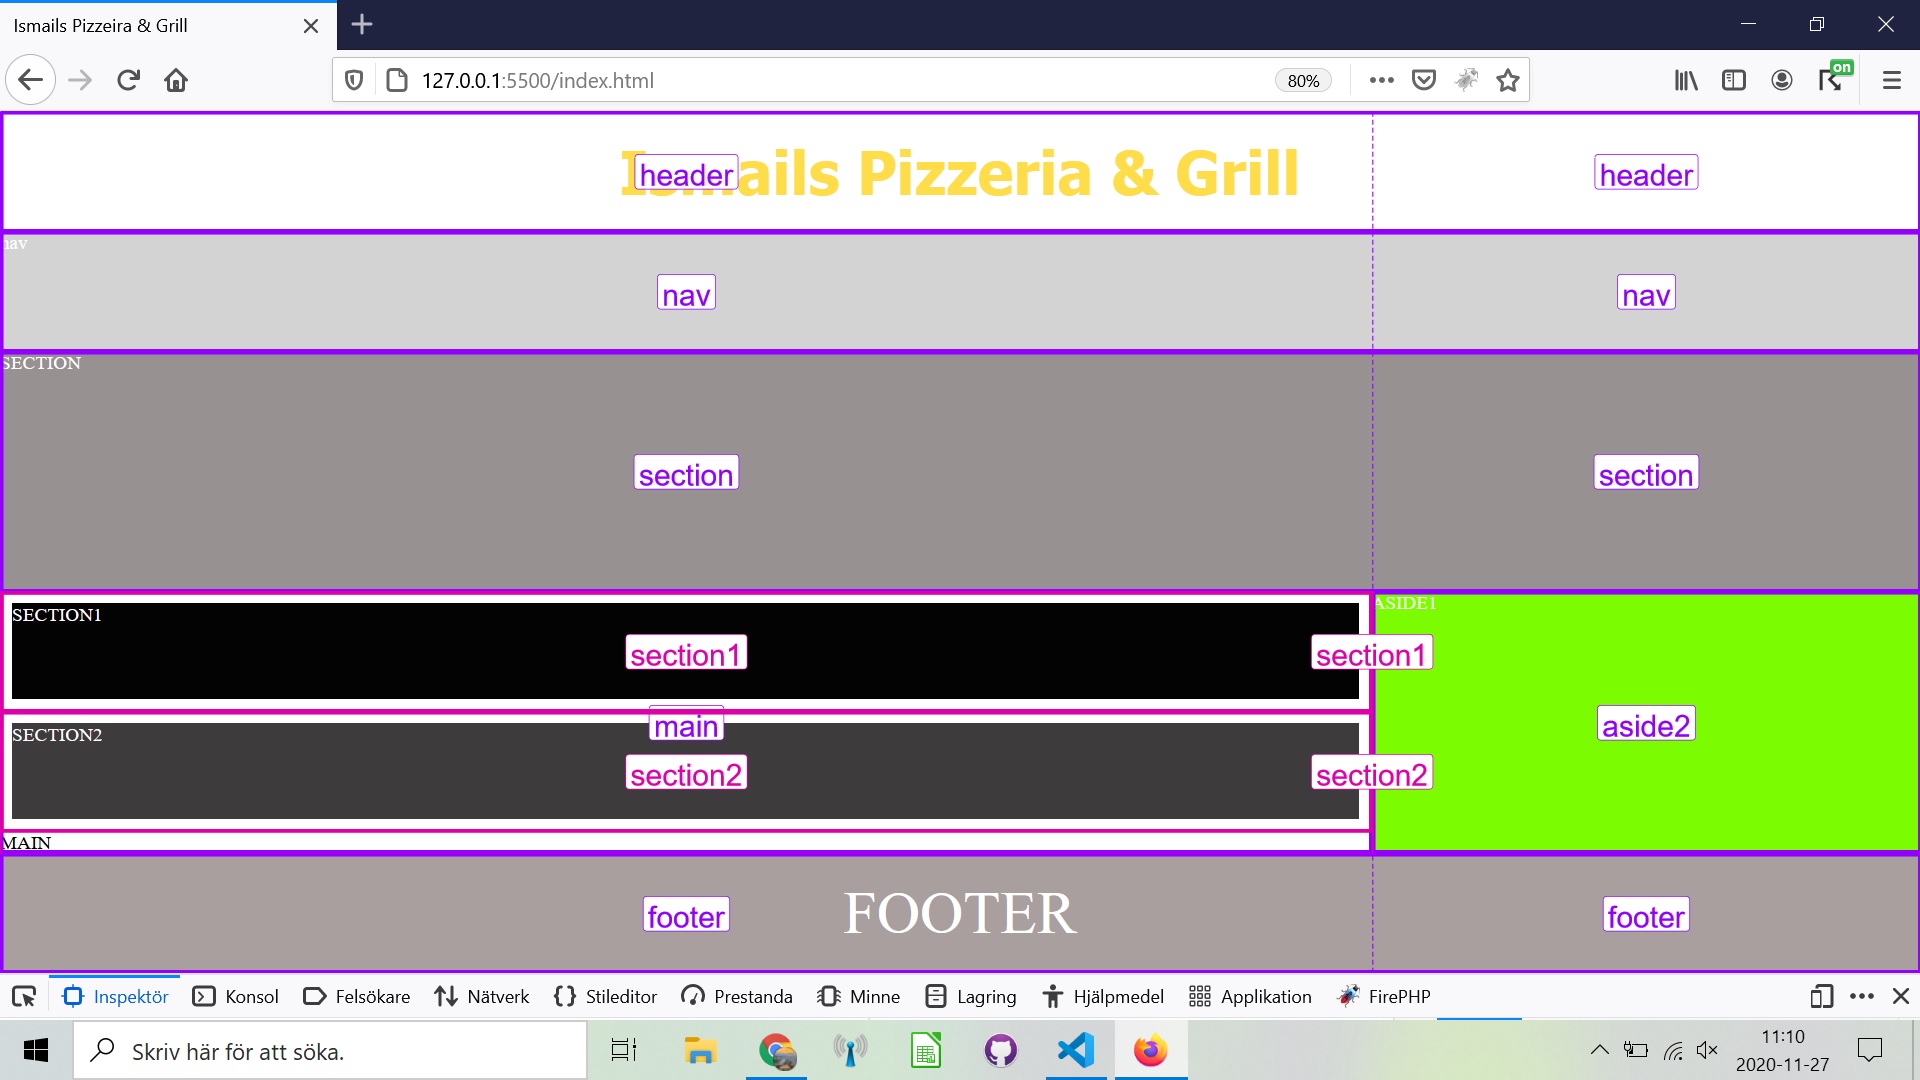 Ismails Pizzeira & Grill
127.0.0.1:5500/index.html
80%
on
Ismails Pizzeria & Grill
header
header
nav
nav
nav
SECTION
section
section
SECTION1
ASIDE1
section1
section1
main
aside2
SECTION2
section2
section2
MAIN
FOOTER
footer
footer
Inspektör Konsol Felsökare Nätverk Stileditor Prestanda Minne Lagring Hjälpmedel Applikation FirePHP
Skriv här för att söka.
11:10
2020-11-27